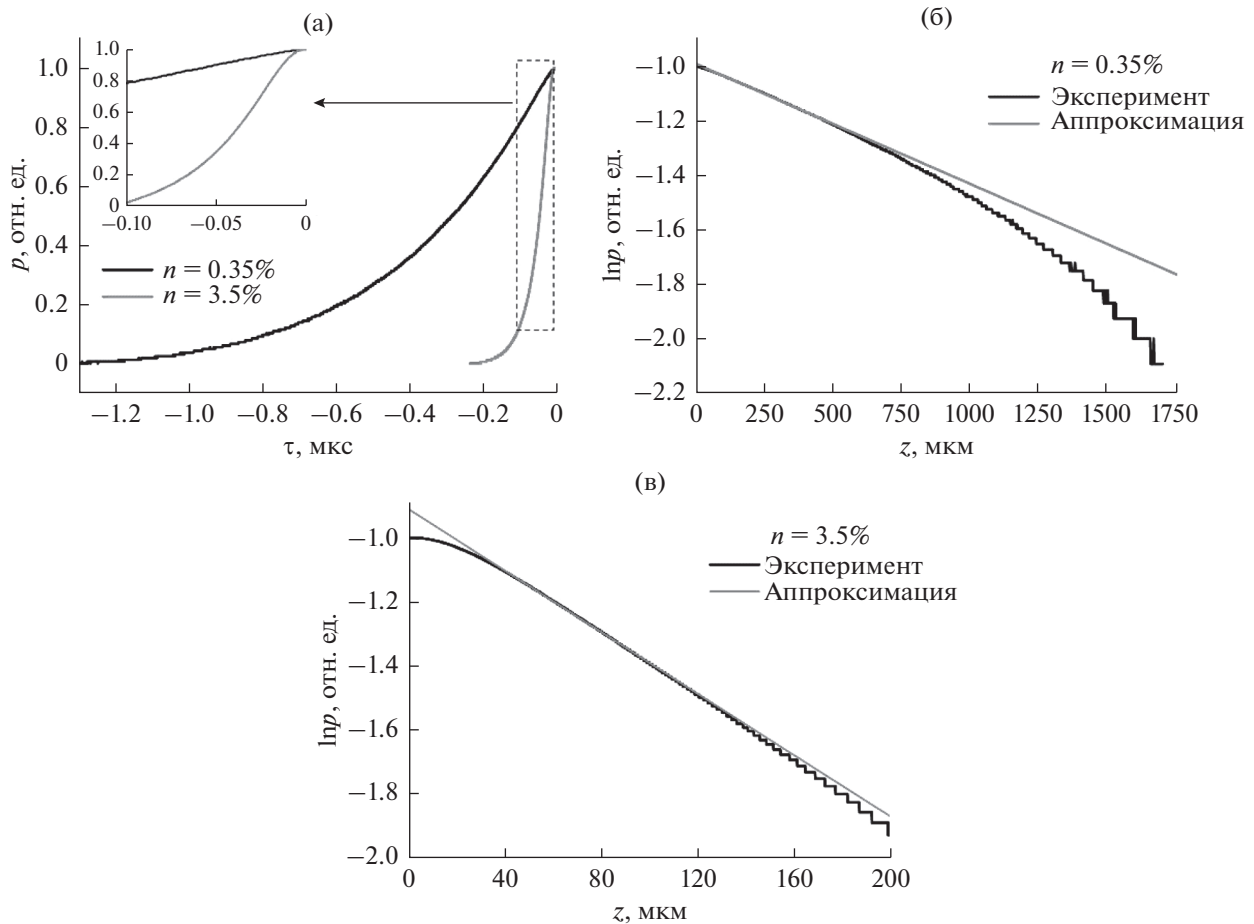 (а)
1.0
0.8
0.6
0.4
0.2
0
−0.10
−0.05
0
p, отн. ед.
1.0
0.8
0.6
0.4
0.2
0
n = 0.35%
n = 3.5%
−1.2
−1.0
−0.8
−0.6
−0.4
−0.2
0
τ, мкс
(б)
lnp, отн. ед.
−1.0
−1.2
−1.4
−1.6
−1.8
−2.0
−2.2
n = 0.35%
Эксперимент
Аппроксимация
0
250
500
750
1000
1250
1500
1750
z, мкм
(в)
lnp, отн. ед.
−1.0
−1.2
−1.4
−1.6
−1.8
−2.0
n = 3.5%
Эксперимент
Аппроксимация
0
40
80
120
160
200
z, мкм